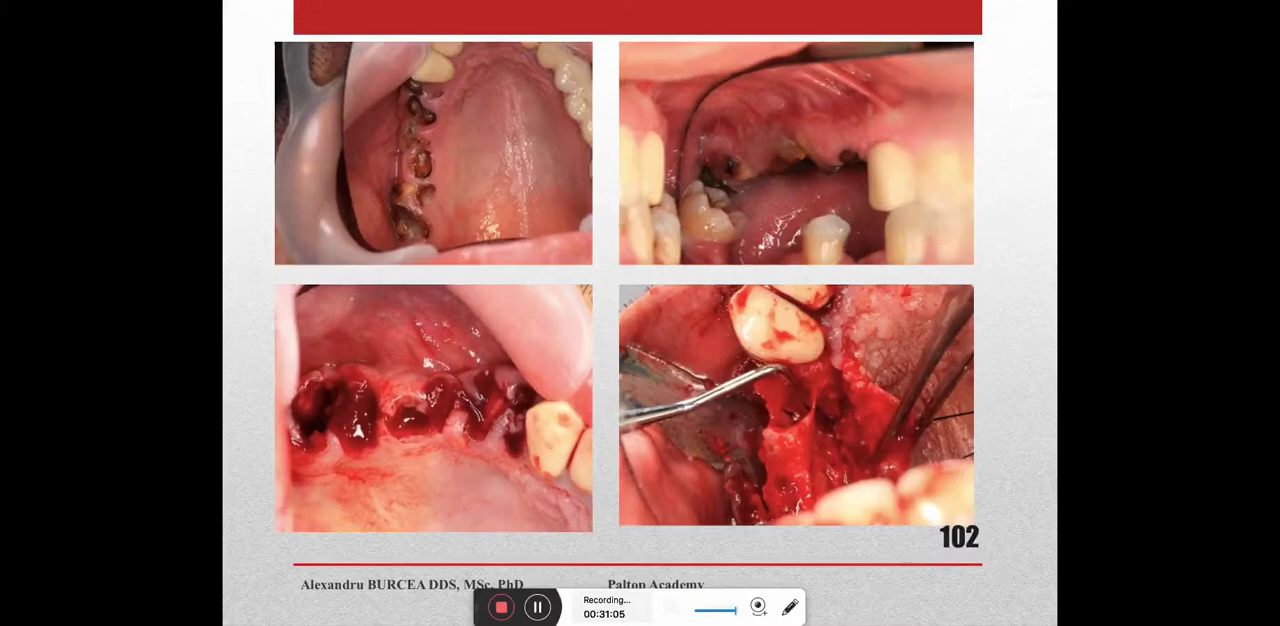 102
Alexandru BURCEA DDS, MSc, PhD
Palton Academy
Recording...
00:31:05